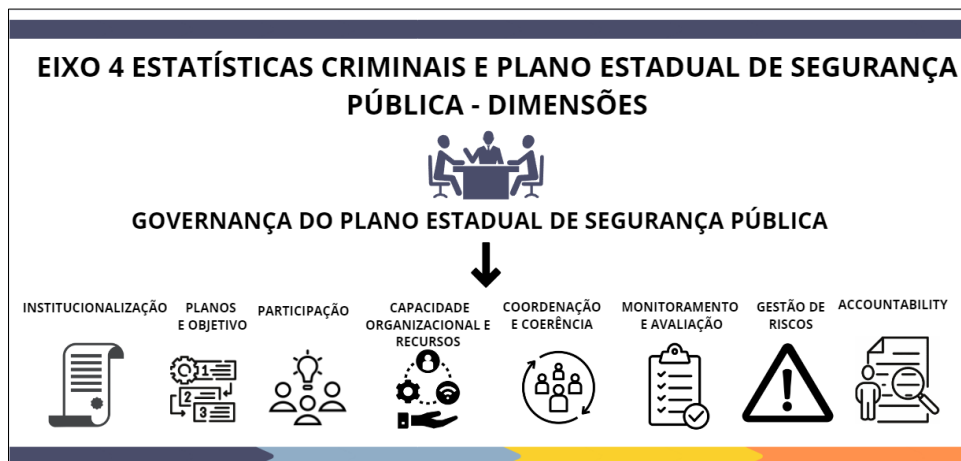 EIXO 4 ESTATÍSTICAS CRIMINAIS E PLANO ESTADUAL DE SEGURANÇA
PÚBLICA - DIMENSÕES
GOVERNANÇA DO PLANO ESTADUAL DE SEGURANÇA PÚBLICA
INSTITUCIONALIZAÇÃO
PLANOS
E OBJETIVO
PARTICIPAÇÃO
CAPACIDADE
ORGANIZACIONAL E
RECURSOS
COORDENAÇÃO
E COERÊNCIA
MONITORAMENTO
E AVALIAÇÃO
GESTÃO DE
RISCOS
ACCOUNTABILITY
1
2
3